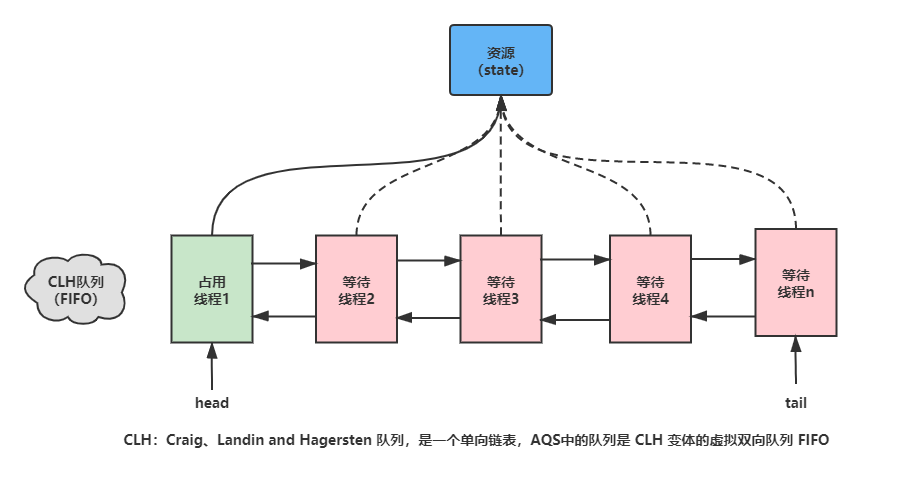 资源
（state）
CLH队列
（FIFO）
占用
线程1
等待
线程2
等待
线程3
等待
线程4
等待
线程n
head
tail
CLH：Craig、Landin and Hagersten 队列，是一个单向链表，AQS中的队列是 CLH 变体的虚拟双向队列 FIFO